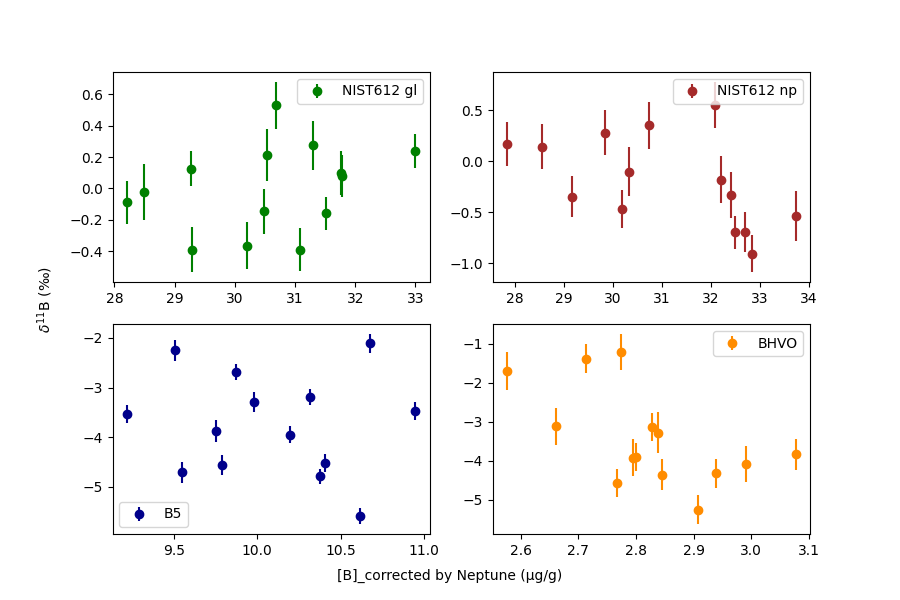 NIST612 gl
0.6
0.4
0.2
0.0
−0.2
−0.4
28 29 30 31 32 33
NIST612 np
0.5
0.0
−0.5
−1.0
28 29 30 31 32 33 34
δ¹¹B (‰)
B5
−2
−3
−4
−5
9.5 10.0 10.5 11.0
BHVO
−1
−2
−3
−4
−5
2.6 2.7 2.8 2.9 3.0 3.1
[B]_corrected by Neptune (μg/g)